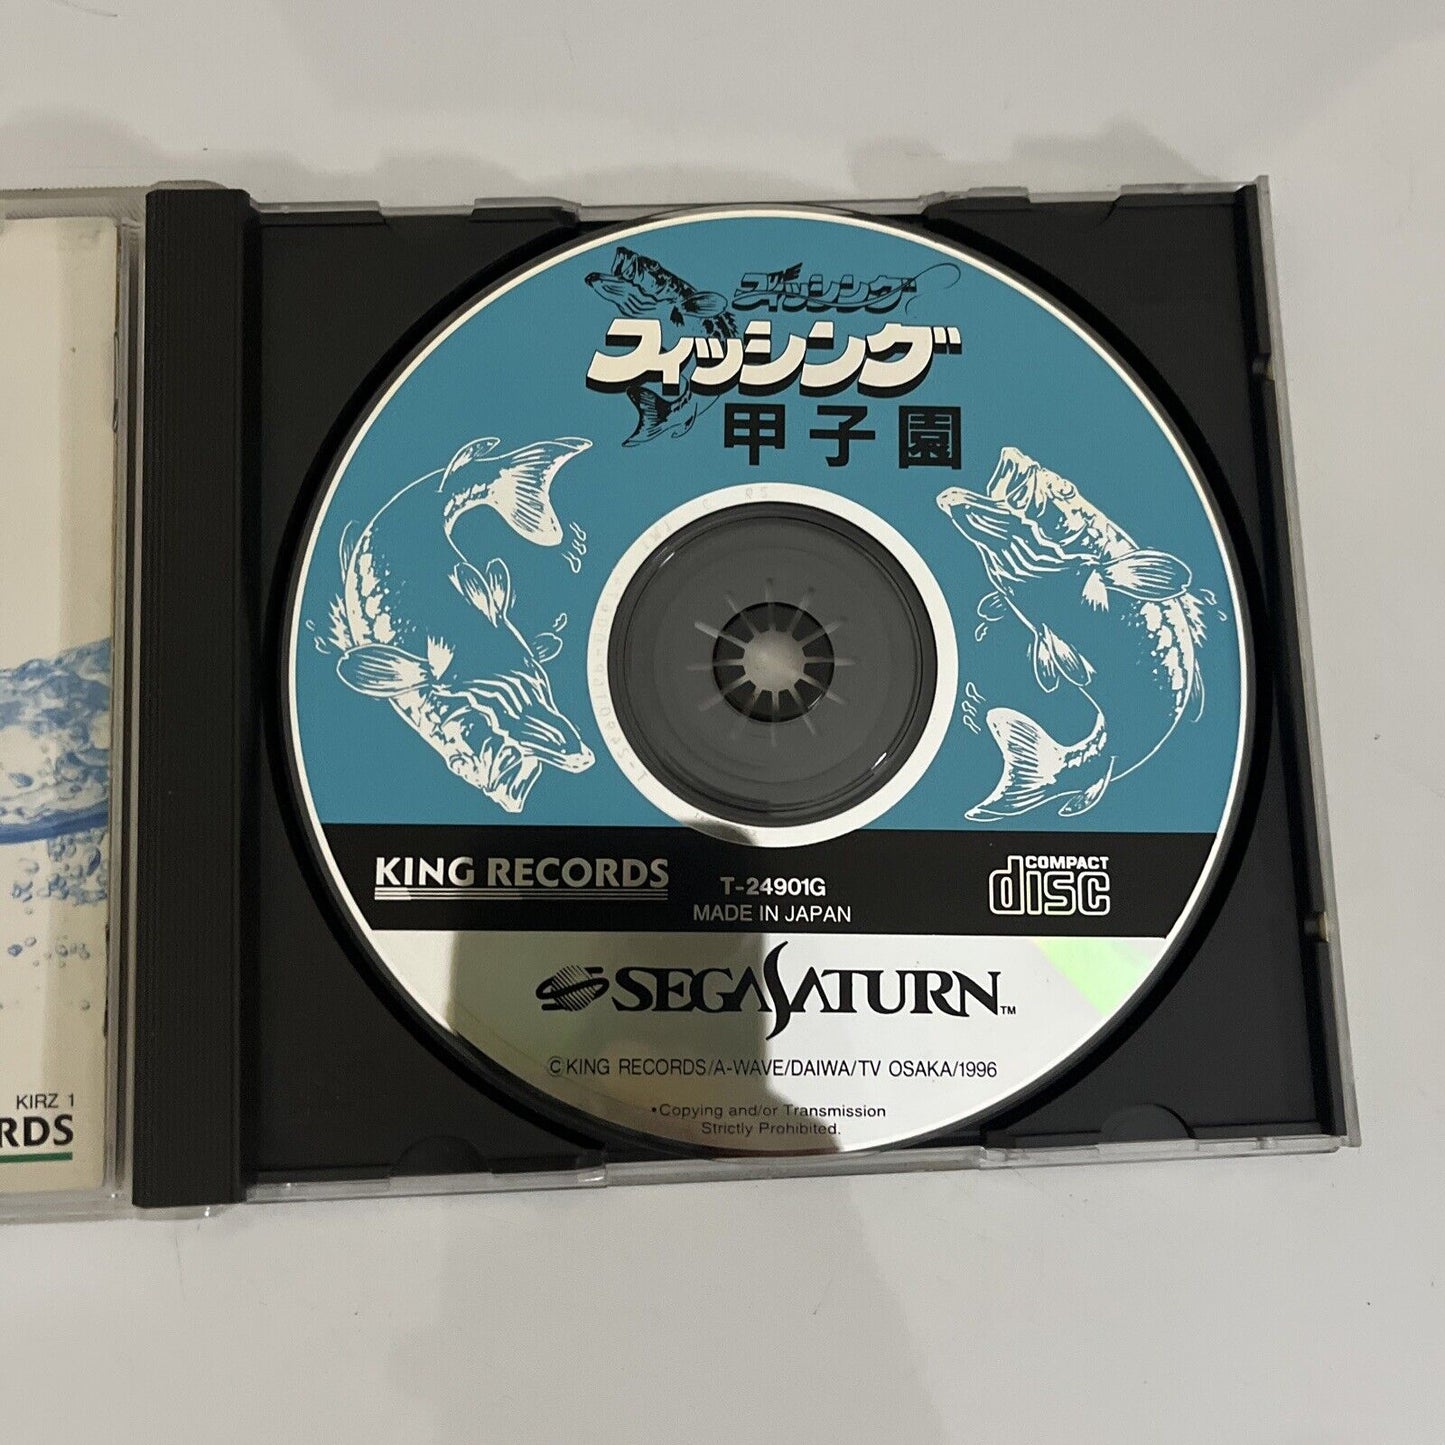 フィッシング
フィッシング
甲子園
KING RECORDS
T-24901G
MADE IN JAPAN
COMPACT
disc
SEGA SATURN™
©KING RECORDS/A-WAVE/DAIWA/TV OSAKA/1996
•Copying and/or Transmission
Strictly Prohibited.
KIRZ 1
RDS